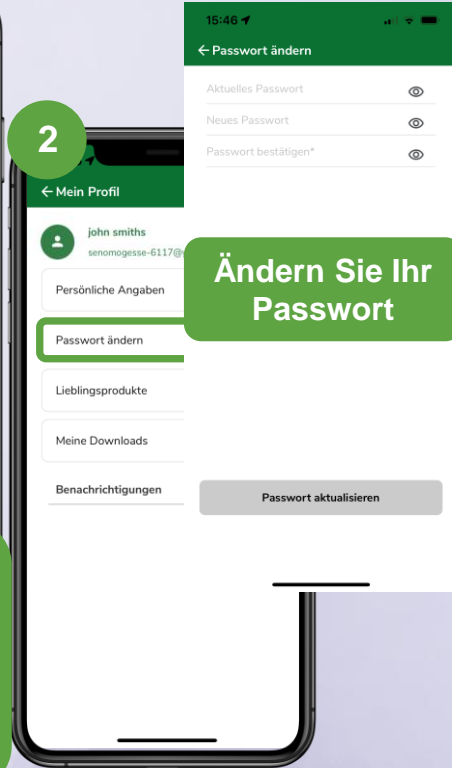 15:46
← Passwort ändern
Aktuelles Passwort
Neues Passwort
Passwort bestätigen*
2
← Mein Profil
john smiths
senomogesse-6117@
Persönliche Angaben
Passwort ändern
Lieblingsprodukte
Meine Downloads
Benachrichtigungen
Ändern Sie Ihr
Passwort
Passwort aktualisieren